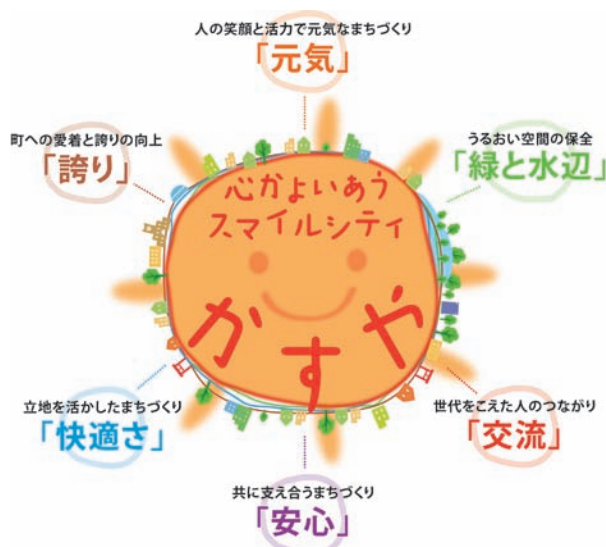 人の笑顔と活力で元気なまちづくり
「元気」
町への愛着と誇りの向上
「誇り」
うるおい空間の保全
「緑と水辺」
心かよいあう
スマイルシティ
かすや
立地を活かしたまちづくり
「快適さ」
世代をこえた人のつながり
「交流」
共に支え合うまちづくり
「安心」